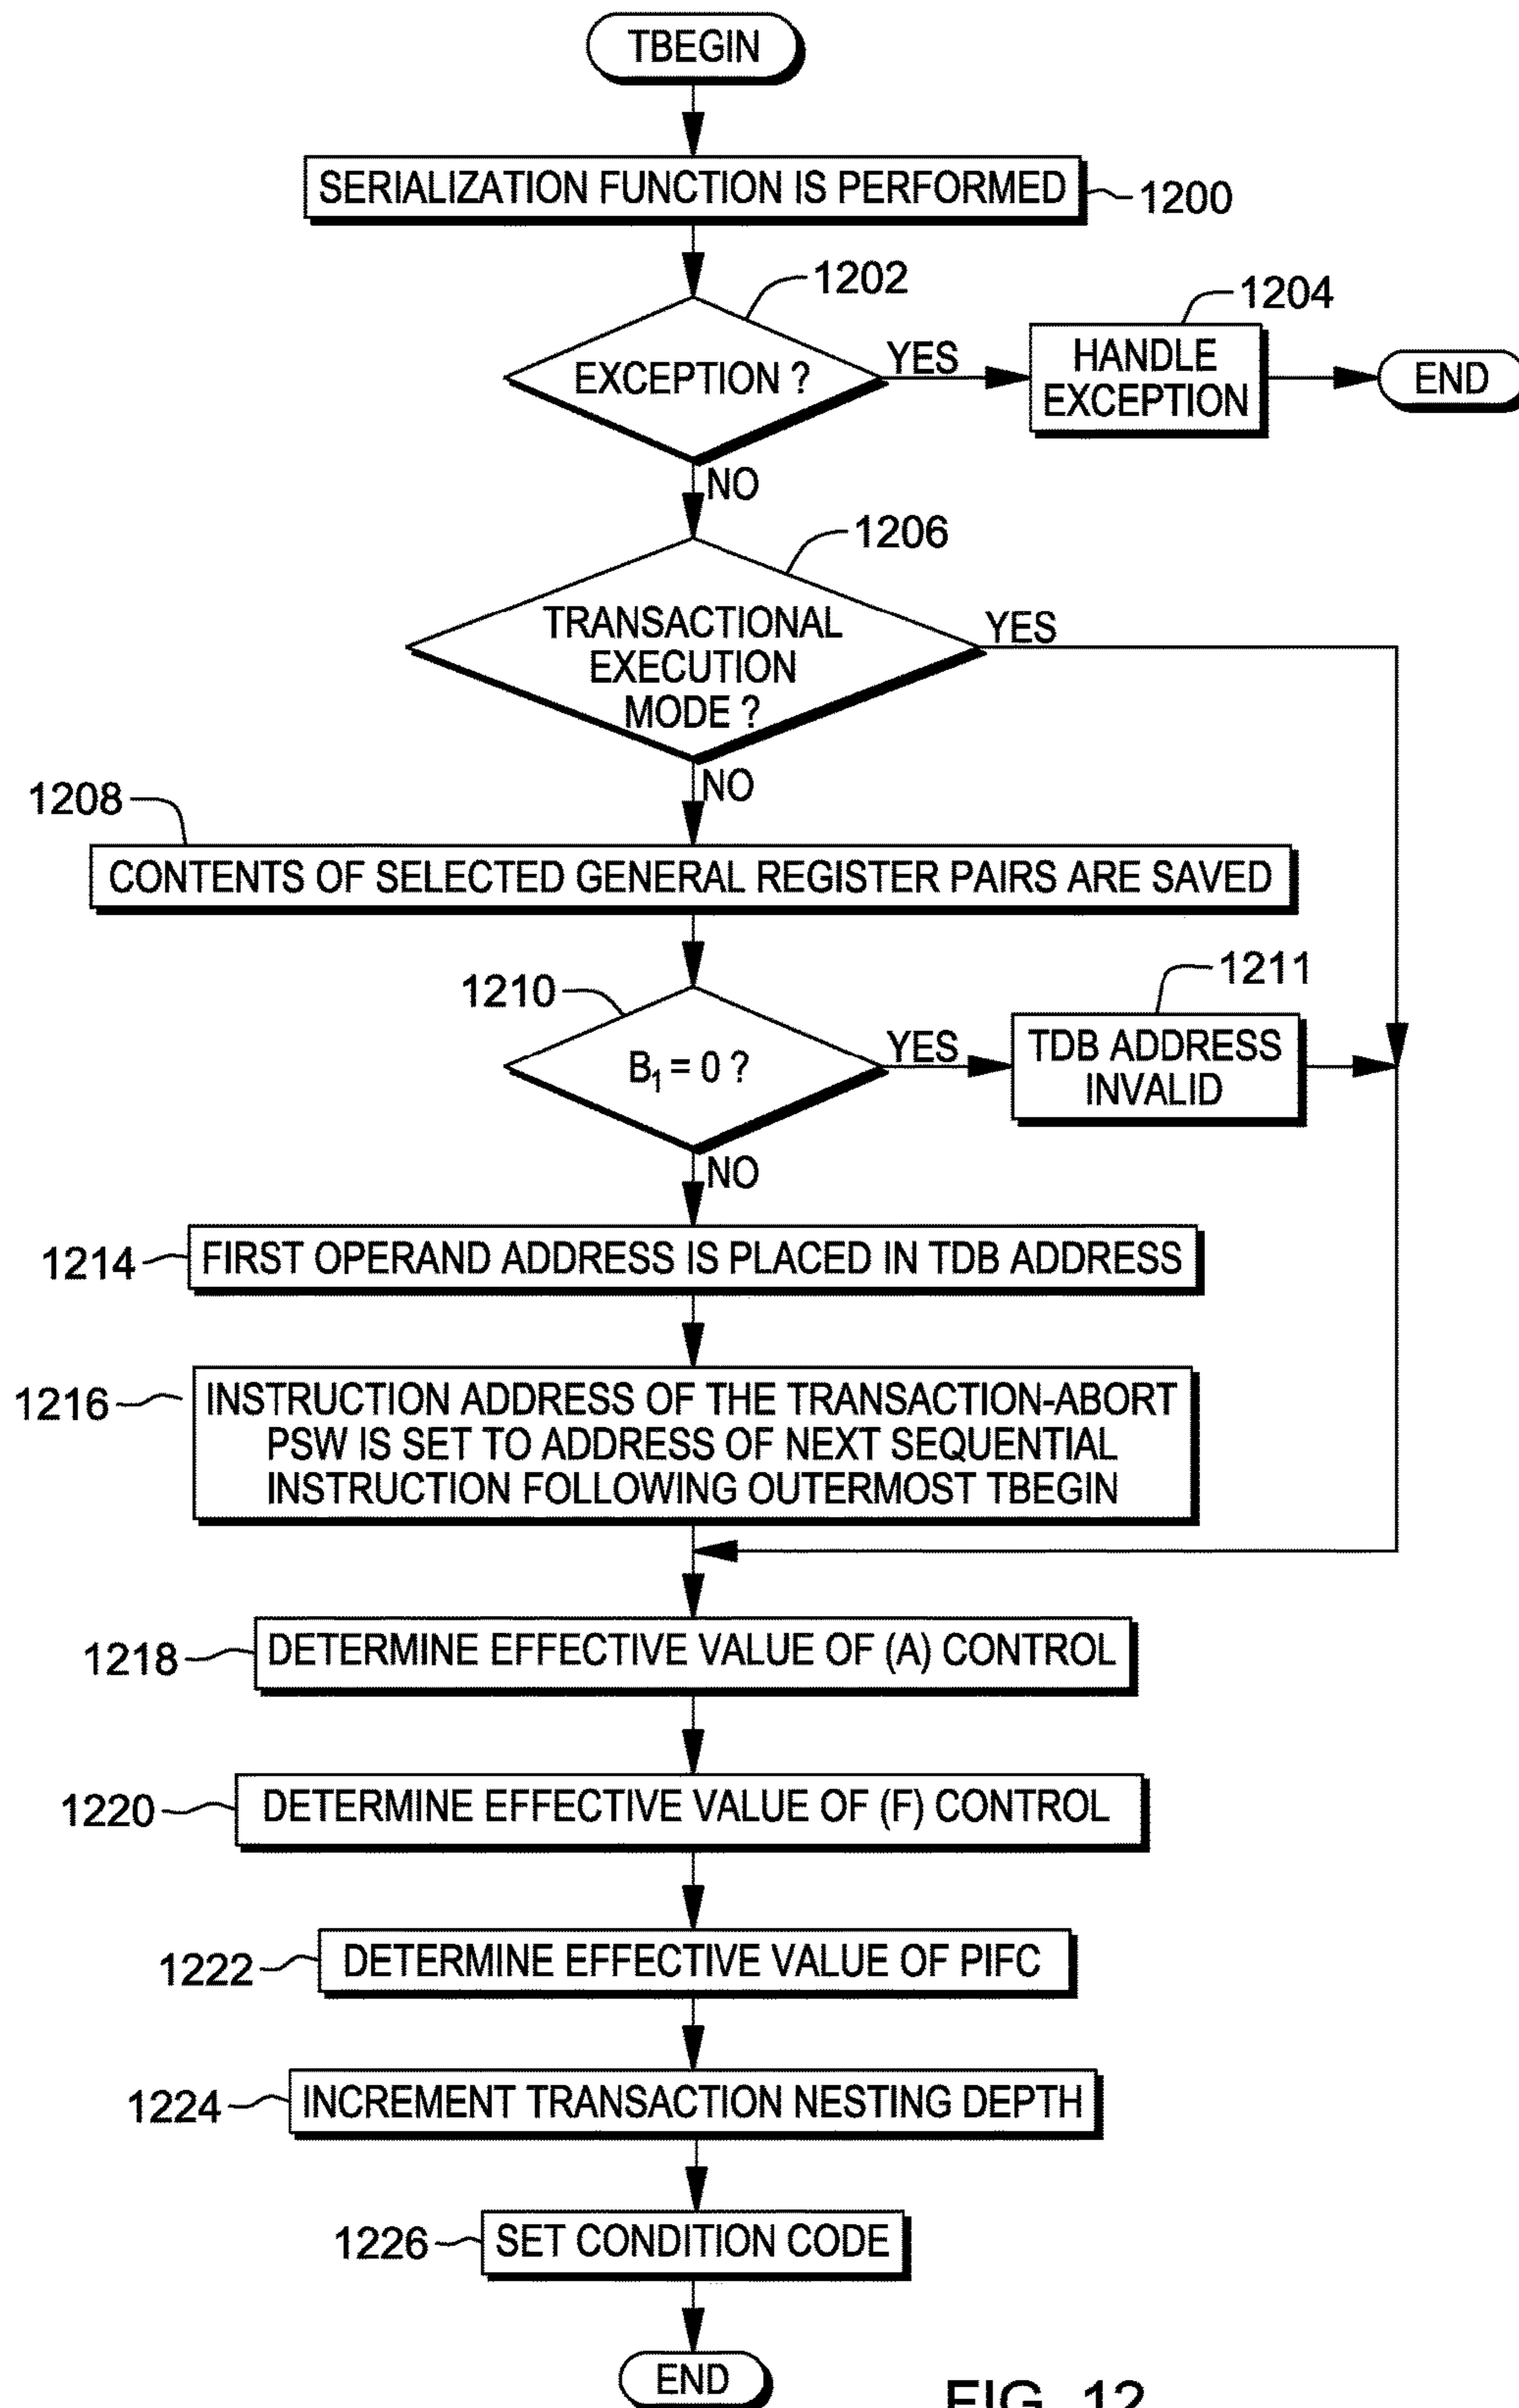 TBEGIN
SERIALIZATION FUNCTION IS PERFORMED
1200
1202
1204
EXCEPTION ?
YES
HANDLE
EXCEPTION
END
NO
1206
TRANSACTIONAL
EXECUTION
MODE ?
YES
NO
1208
CONTENTS OF SELECTED GENERAL REGISTER PAIRS ARE SAVED
1210
1211
B₁ = 0 ?
YES
TDB ADDRESS
INVALID
NO
1214
FIRST OPERAND ADDRESS IS PLACED IN TDB ADDRESS
1216
INSTRUCTION ADDRESS OF THE TRANSACTION-ABORT
PSW IS SET TO ADDRESS OF NEXT SEQUENTIAL
INSTRUCTION FOLLOWING OUTERMOST TBEGIN
1218
DETERMINE EFFECTIVE VALUE OF (A) CONTROL
1220
DETERMINE EFFECTIVE VALUE OF (F) CONTROL
1222
DETERMINE EFFECTIVE VALUE OF PIFC
1224
INCREMENT TRANSACTION NESTING DEPTH
1226
SET CONDITION CODE
END
FIG. 12